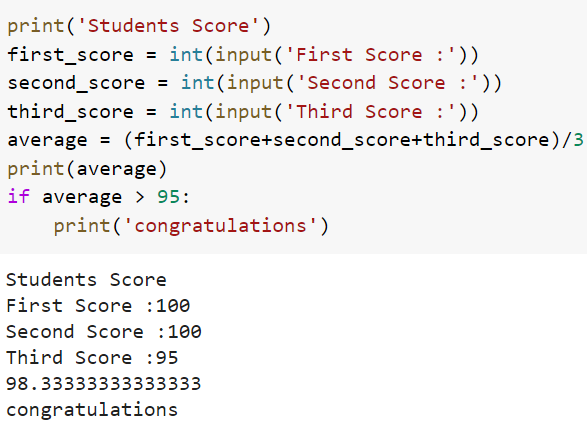 print('Students Score')
first_score = int(input('First Score :'))
second_score = int(input('Second Score :'))
third_score = int(input('Third Score :'))
average = (first_score+second_score+third_score)/3
print(average)
if average > 95:
    print('congratulations')
Students Score
First Score :100
Second Score :100
Third Score :95
98.33333333333333
congratulations